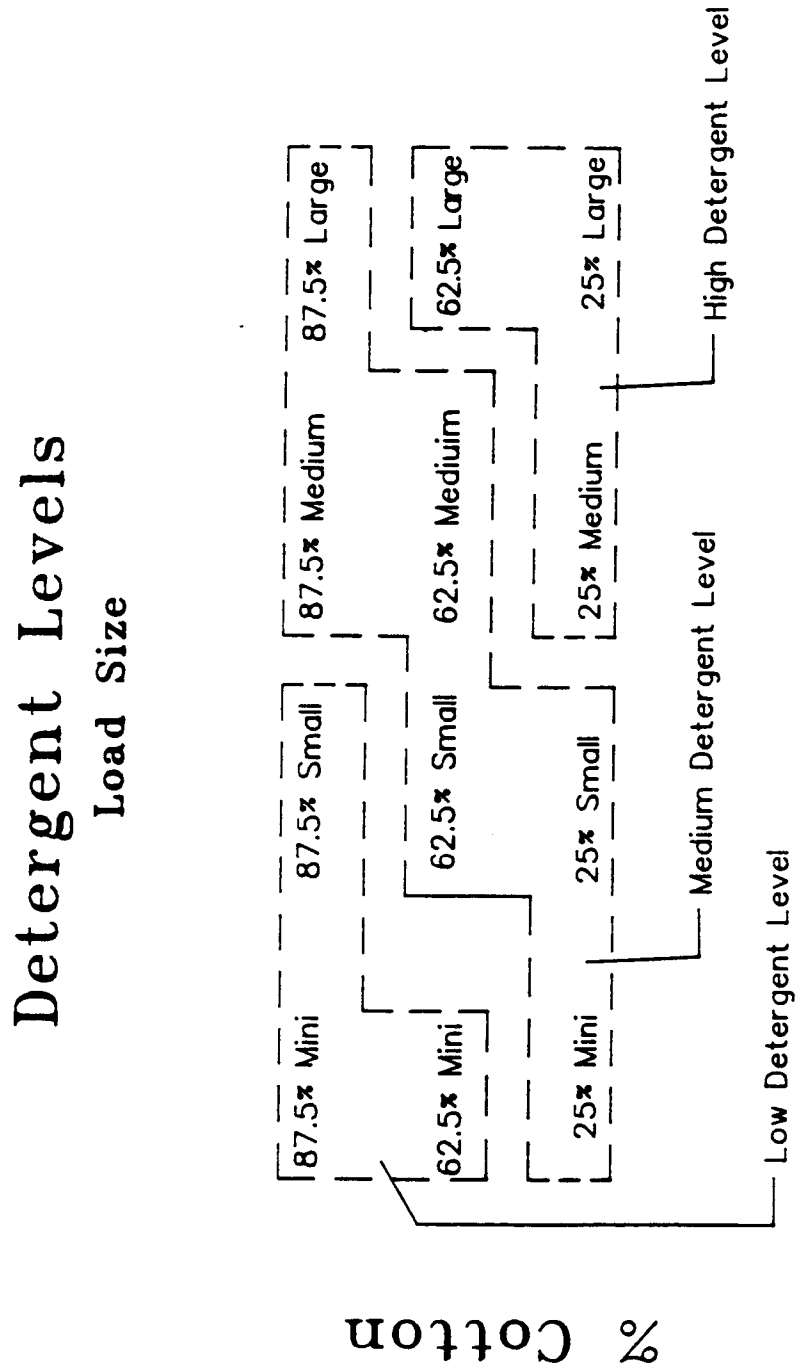 Detergent Levels
Load Size
% Cotton
87.5% Mini 87.5% Small 87.5% Medium 87.5% Large
62.5% Mini 62.5% Small 62.5% Mediuim 62.5% Large
25% Mini 25% Small 25% Medium 25% Large
Low Detergent Level
Medium Detergent Level
High Detergent Level